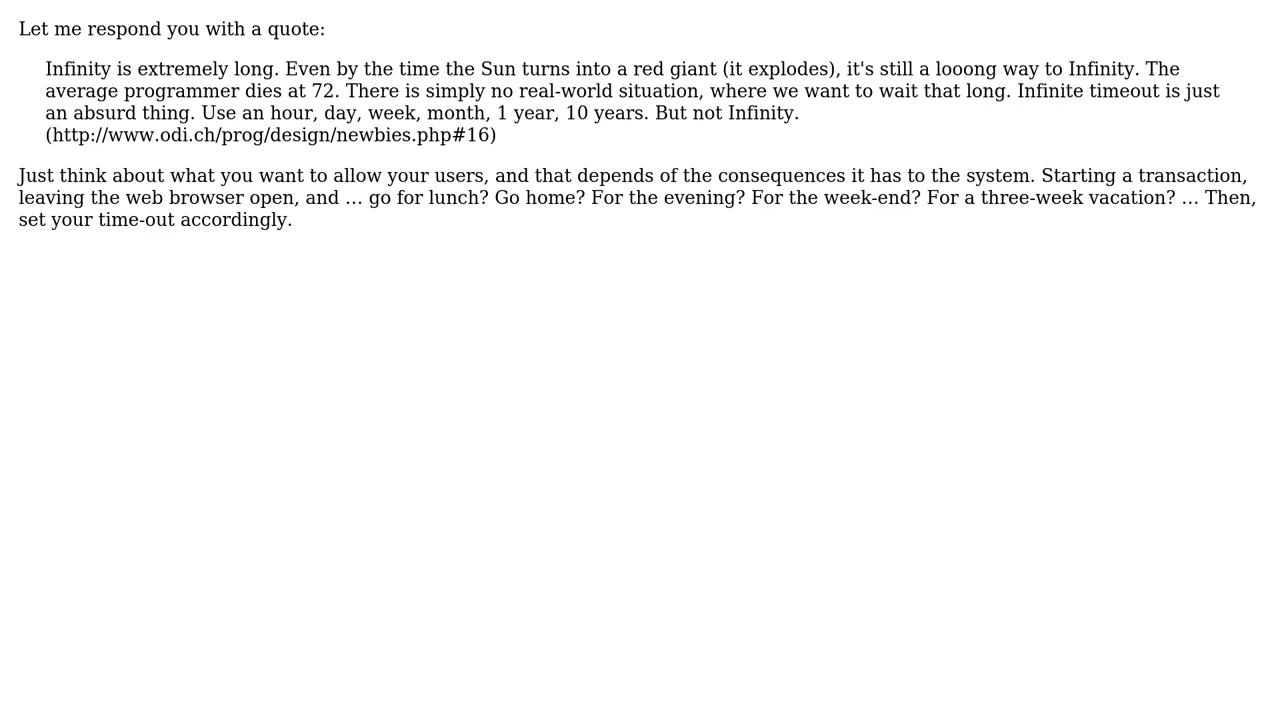 Let me respond you with a quote:
Infinity is extremely long. Even by the time the Sun turns into a red giant (it explodes), it's still a looong way to Infinity. The
average programmer dies at 72. There is simply no real-world situation, where we want to wait that long. Infinite timeout is just
an absurd thing. Use an hour, day, week, month, 1 year, 10 years. But not Infinity.
(http://www.odi.ch/prog/design/newbies.php#16)
Just think about what you want to allow your users, and that depends of the consequences it has to the system. Starting a transaction,
leaving the web browser open, and … go for lunch? Go home? For the evening? For the week-end? For a three-week vacation? … Then,
set your time-out accordingly.